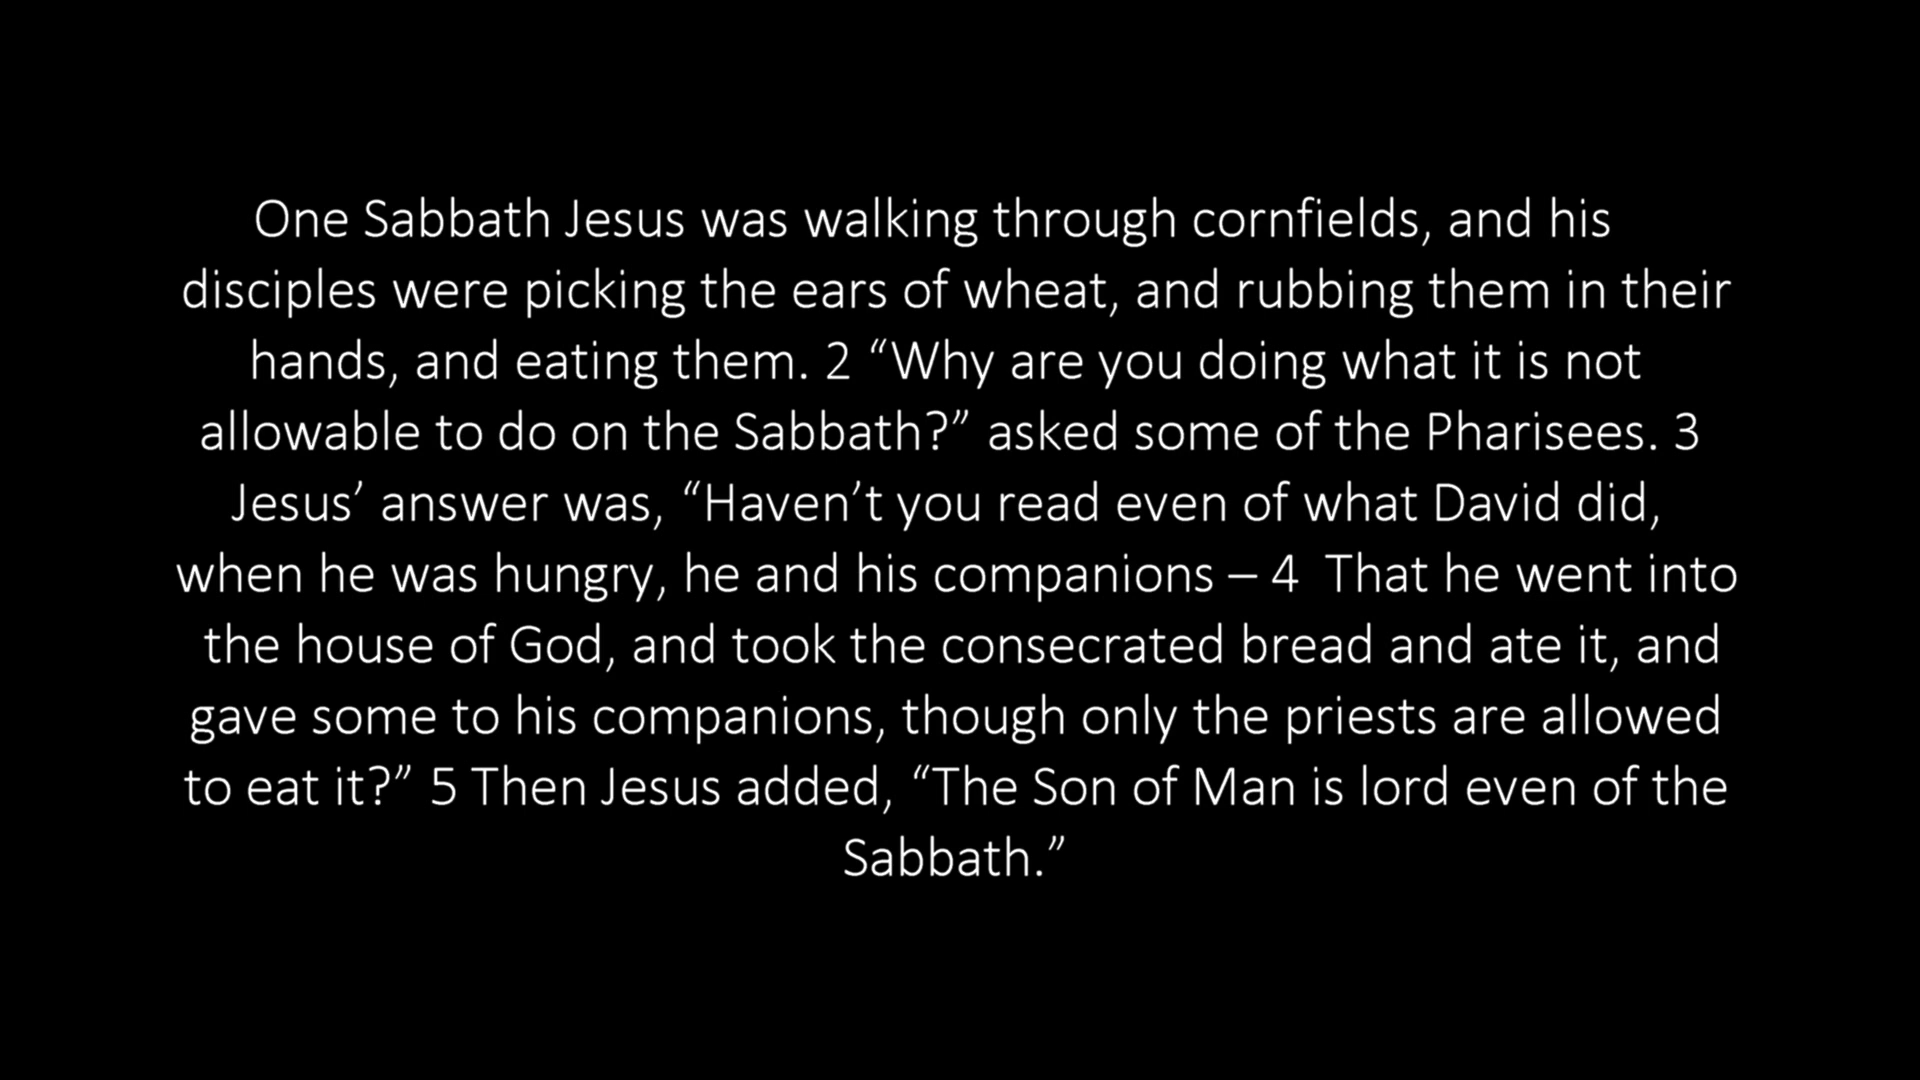 One Sabbath Jesus was walking through cornfields, and his
disciples were picking the ears of wheat, and rubbing them in their
hands, and eating them. 2 “Why are you doing what it is not
allowable to do on the Sabbath?” asked some of the Pharisees. 3
Jesus’ answer was, “Haven’t you read even of what David did,
when he was hungry, he and his companions – 4  That he went into
the house of God, and took the consecrated bread and ate it, and
gave some to his companions, though only the priests are allowed
to eat it?” 5 Then Jesus added, “The Son of Man is lord even of the
Sabbath.”